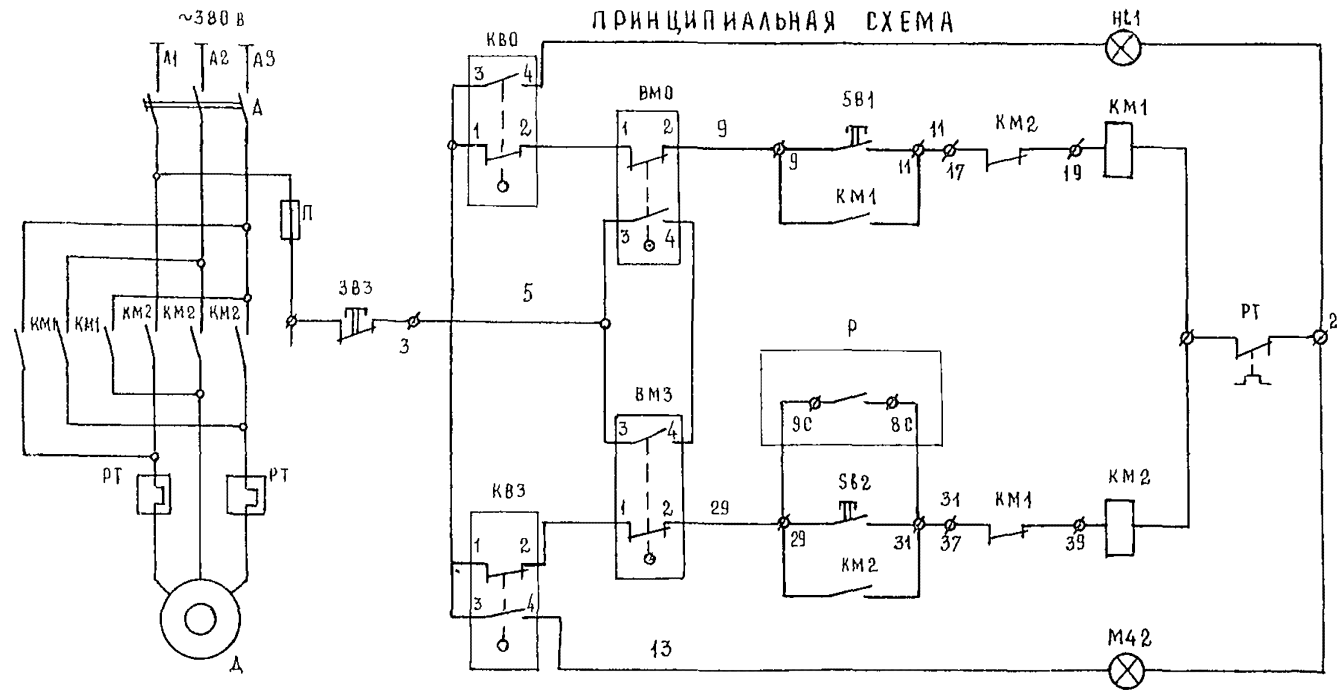 ~380 В
ПРИНЦИПИАЛЬНАЯ СХЕМА
HL1
КВ0
Л1 А2 А3
3 4
А
ВМ0
SB1
КМ1
1 2
1 2
9
11
КМ2
9
11
17
19
П
КМ1
3 4
SB3
5
КМ1 КМ1 КМ2 КМ2 КМ2
3
РТ
2
Р
ВМ3
9С 8С
3 4
РТ РТ
КВ3
SB2
КМ2
1 2
29
31
КМ1
29
31
37
39
1 2
КМ2
3 4
13
М42
Д